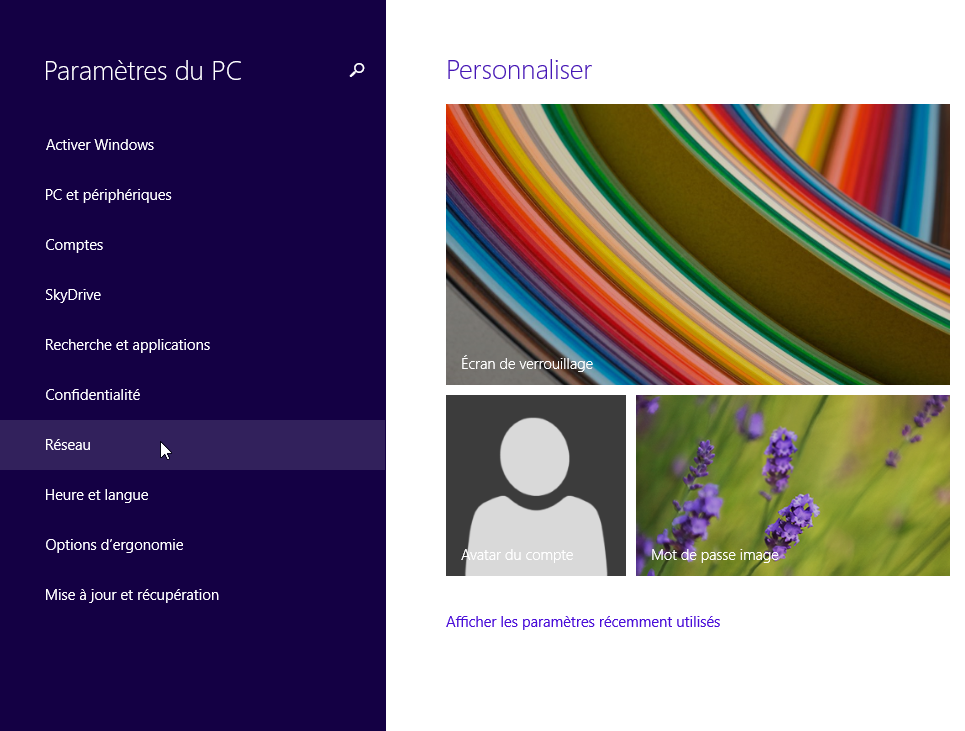 Paramètres du PC
Activer Windows
PC et périphériques
Comptes
SkyDrive
Recherche et applications
Confidentialité
Réseau
Heure et langue
Options d’ergonomie
Mise à jour et récupération
Personnaliser
Écran de verrouillage
Avatar du compte
Mot de passe image
Afficher les paramètres récemment utilisés